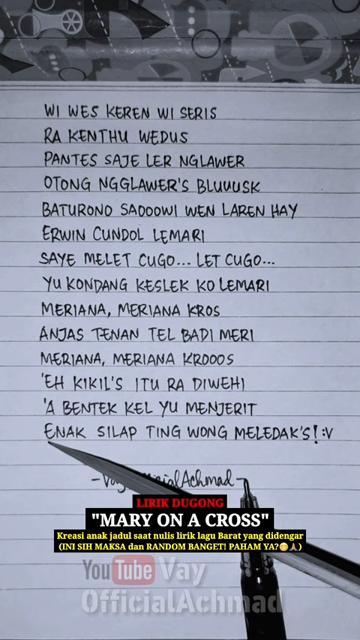 WI WES KEREN WI SERIS
RA KENTHU WEDUS
PANTES SAJE LER NGLAWER
OTONG NGGLAWER'S BLUUUSK
BATURONO SAOOOWI WEN LAREN HAY
ERWIN CUNDOL LEMARI
SAYE MELET CUGO... LET CUGO...
YU KONDANG KESLEK KO LEMARI
MERIANA, MERIANA KROS
ANJAS TENAN TEL BADI MERI
MERIANA, MERIANA KROOOS
'EH KIKIL'S ITU RA DIWEHI
'A BENTEK KEL YU MENJERIT
ENAK SILAP TING WONG MELEDAK'S! :V
LIRIK DUGONG
"MARY ON A CROSS"
Kreasi anak jadul saat nulis lirik lagu Barat yang didengar
(INI SIH MAKSA dan RANDOM BANGET! PAHAM YA?😁🙏)
YouTube Vay
OfficialAchmad